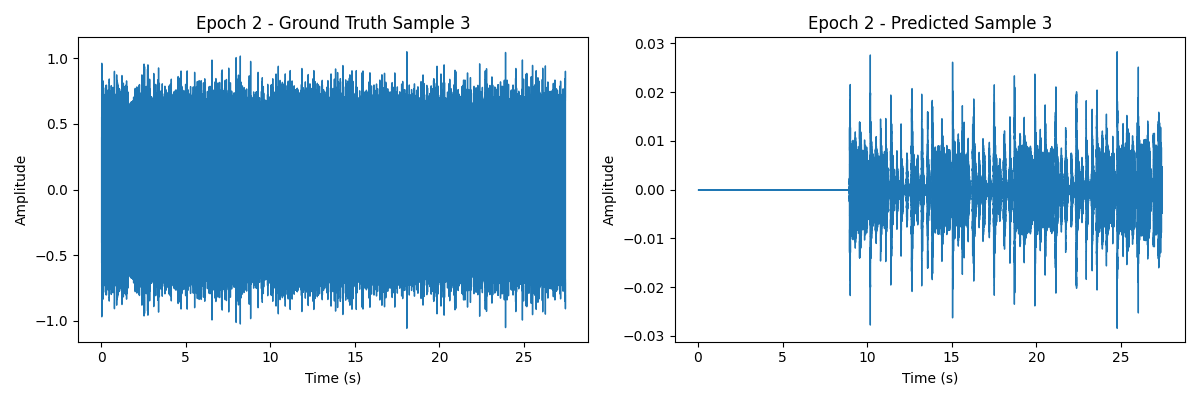 Epoch 2 - Ground Truth Sample 3
1.0
0.5
0.0
−0.5
−1.0
Amplitude
0 5 10 15 20 25
Time (s)
Epoch 2 - Predicted Sample 3
0.03
0.02
0.01
0.00
−0.01
−0.02
−0.03
Amplitude
0 5 10 15 20 25
Time (s)